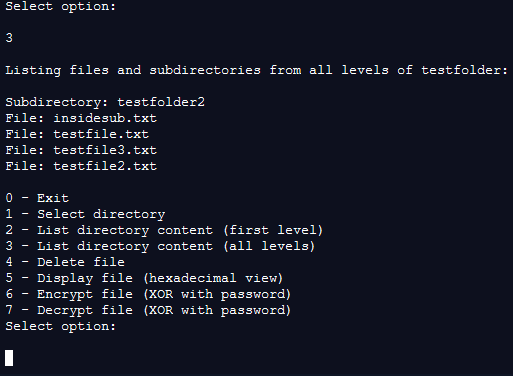 Select option:
3
Listing files and subdirectories from all levels of testfolder:
Subdirectory: testfolder2
File: insidesub.txt
File: testfile.txt
File: testfile3.txt
File: testfile2.txt
0 - Exit
1 - Select directory
2 - List directory content (first level)
3 - List directory content (all levels)
4 - Delete file
5 - Display file (hexadecimal view)
6 - Encrypt file (XOR with password)
7 - Decrypt file (XOR with password)
Select option: